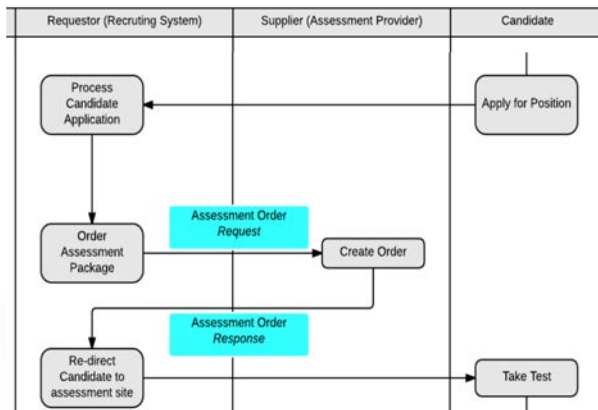 Requestor (Recruting System)
Supplier (Assessment Provider)
Candidate
Process
Candidate
Application
Apply for Position
Assessment Order
Request
Order
Assessment
Package
Create Order
Assessment Order
Response
Re-direct
Candidate to
assessment site
Take Test